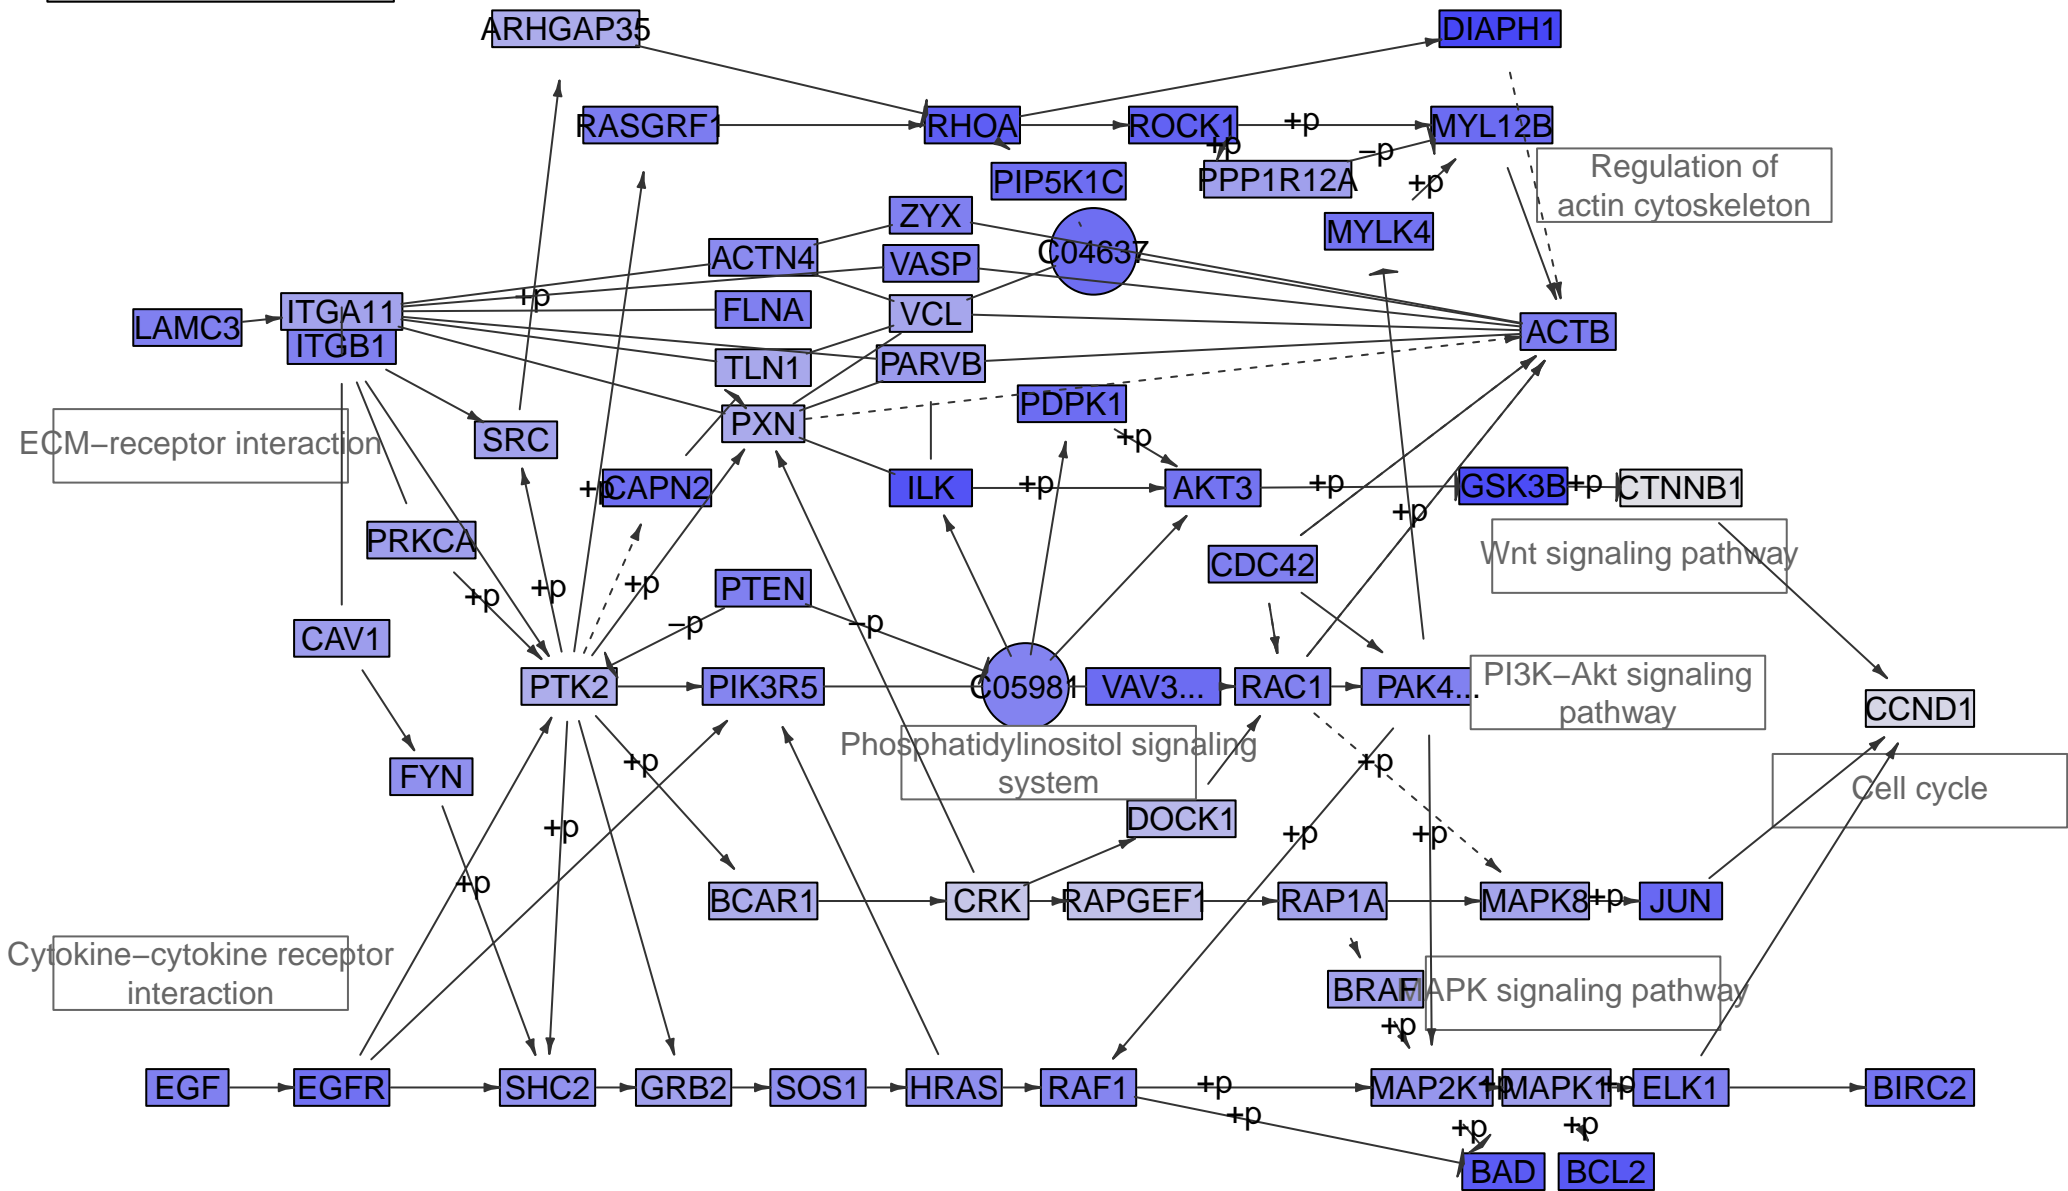 ARHGAP35
DIAPH1
RASGRF1
RHOA
ROCK1
+p
MYL12B
+p
−p
PIP5K1C
PPP1R12A
+p
Regulation of
actin cytoskeleton
ZYX
MYLK4
ACTN4
VASP
C04637
+p
LAMC3
ITGA11
FLNA
VCL
ACTB
ITGB1
TLN1
PARVB
PDPK1
PXN
+p
ECM−receptor interaction
SRC
+p
CAPN2
ILK
+p
AKT3
+p
GSK3B
+p
CTNNB1
+p
PRKCA
CDC42
Wnt signaling pathway
+p
+p
+p
PTEN
−p
−p
CAV1
PTK2
PIK3R5
C05981
VAV3...
RAC1
PAK4...
PI3K−Akt signaling
pathway
CCND1
Phosphatidylinositol signaling
system
FYN
+p
+p
Cell cycle
DOCK1
+p
+p
+p
+p
BCAR1
CRK
RAPGEF1
RAP1A
MAPK8
+p
JUN
Cytokine−cytokine receptor
interaction
BRAF
MAPK signaling pathway
+p
EGF
EGFR
SHC2
GRB2
SOS1
HRAS
RAF1
+p
MAP2K1
+p
MAPK1
+p
ELK1
BIRC2
+p
+p
+p
BAD
BCL2